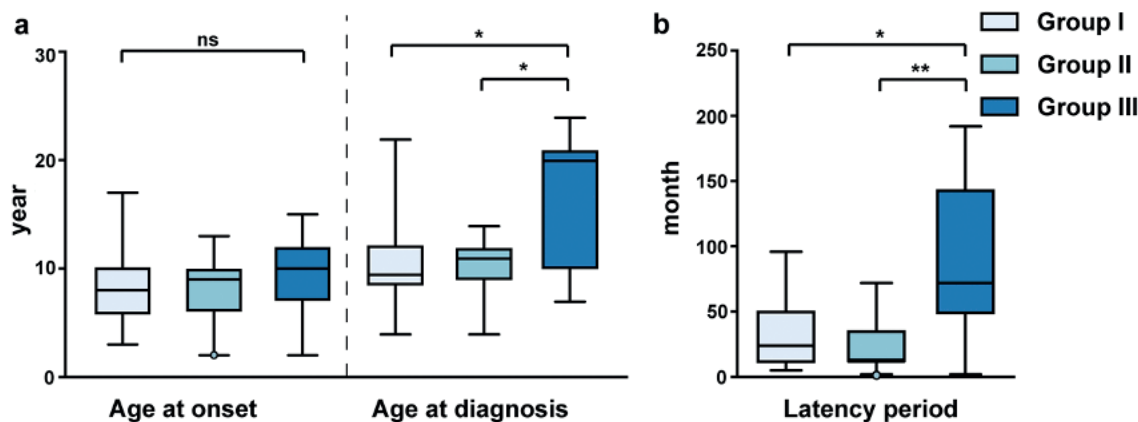 a
ns
*
*
year
30
20
10
0
Age at onset
Age at diagnosis
b
*
**
month
250
200
150
100
50
0
Latency period
Group I
Group II
Group III